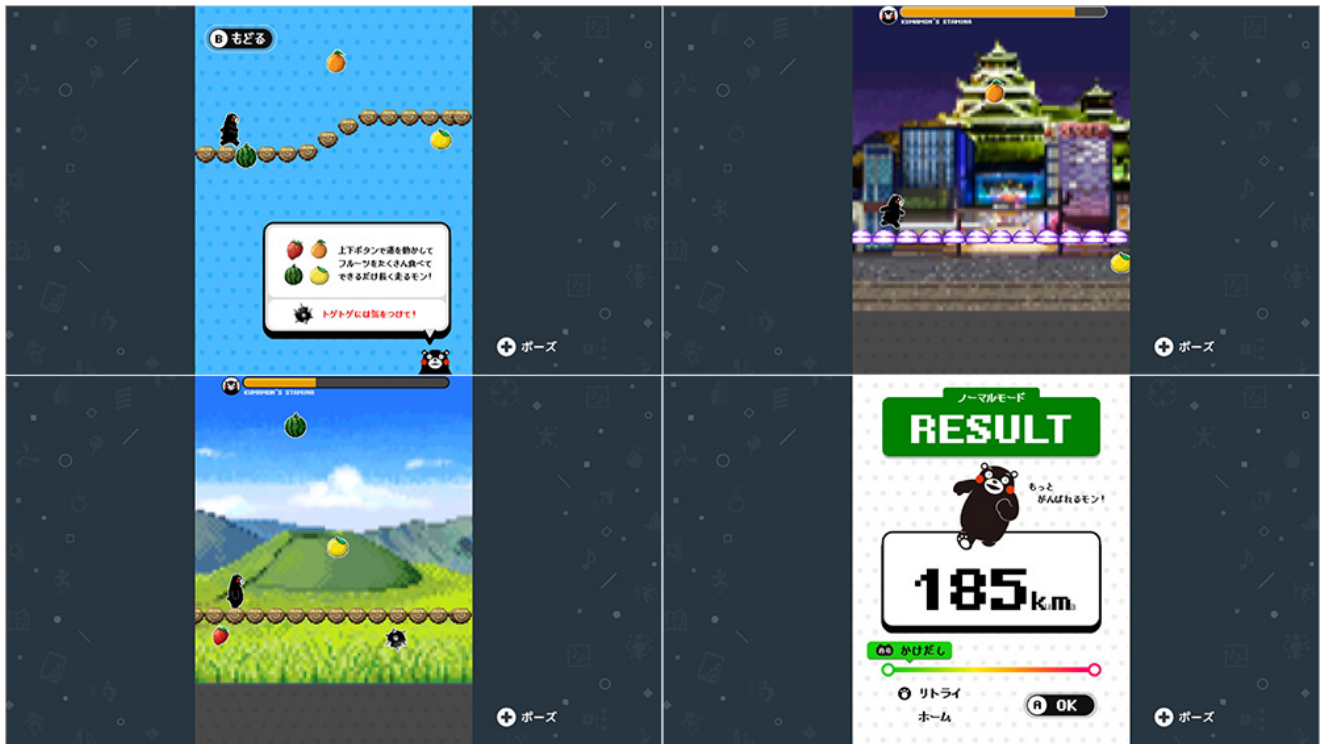 B もどる
上下ボタンで道を動かして
フルーツをたくさん食べて
できるだけ長く走るモン!
トゲトゲには気をつけて!
ポーズ
KUMAMON'S STAMINA
ポーズ
KUMAMON'S STAMINA
ポーズ
ノーマルモード
RESULT
もっと
がんばれるモン!
185km
かけだし
リトライ
ホーム
A OK
ポーズ